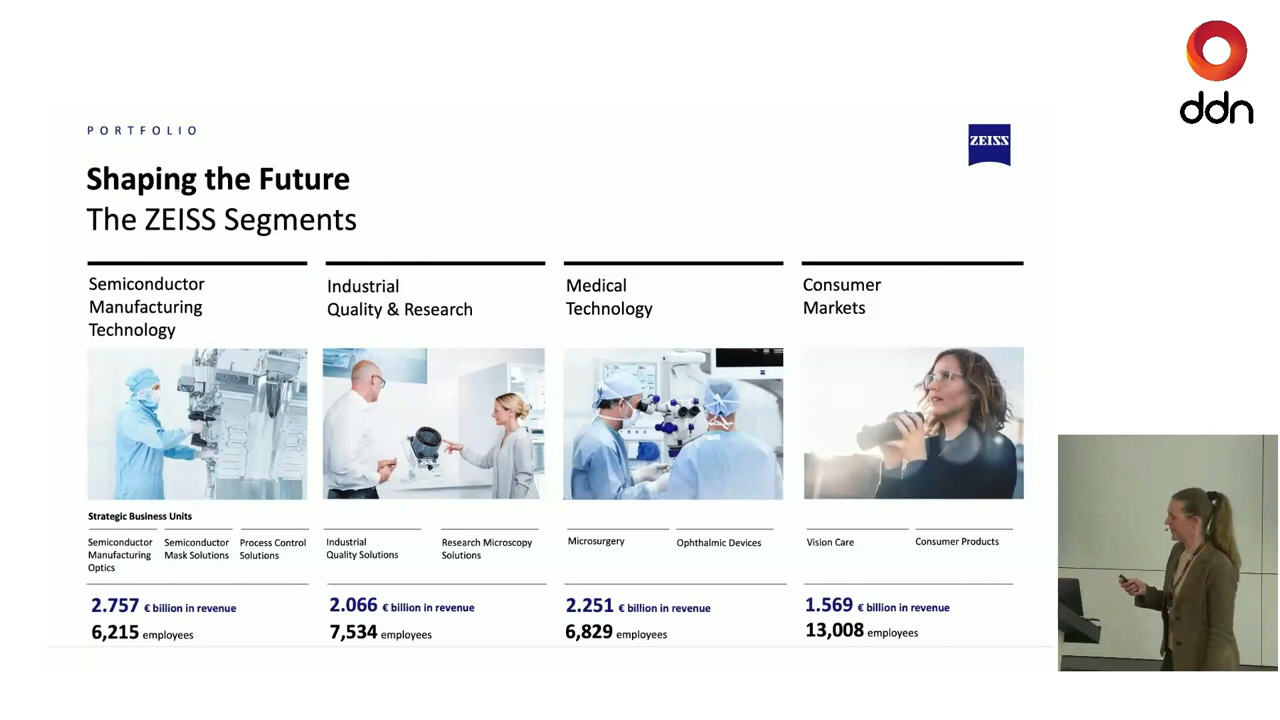 ddn
PORTFOLIO
ZEISS
Shaping the Future
The ZEISS Segments
Semiconductor
Manufacturing
Technology
Industrial
Quality & Research
Medical
Technology
Consumer
Markets
Strategic Business Units
Semiconductor
Manufacturing
Optics
Semiconductor
Mask Solutions
Process Control
Solutions
Industrial
Quality Solutions
Research Microscopy
Solutions
Microsurgery
Ophthalmic Devices
Vision Care
Consumer Products
2.757 € billion in revenue
6,215 employees
2.066 € billion in revenue
7,534 employees
2.251 € billion in revenue
6,829 employees
1.569 € billion in revenue
13,008 employees